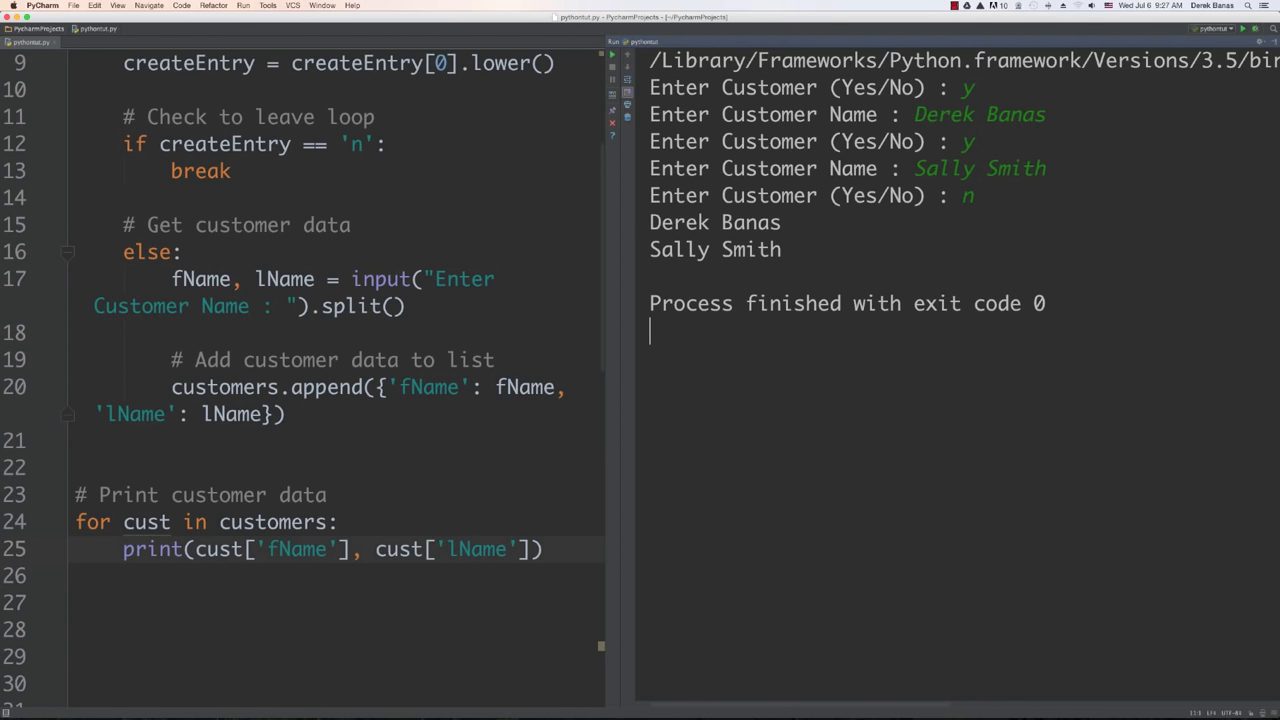 PyCharm File Edit View Navigate Code Refactor Run Tools VCS Window Help
10 Wed Jul 6 9:27 AM Derek Banas
pythontut.py - PycharmProjects - [~/PycharmProjects]
PycharmProjects pythontut.py pythontut
pythontut.py
Run pythontut
9 createEntry = createEntry[0].lower()
10
11 # Check to leave loop
12 if createEntry == 'n':
13 break
14
15 # Get customer data
16 else:
17 fName, lName = input("Enter
Customer Name : ").split()
18
19 # Add customer data to list
20 customers.append({'fName': fName,
'lName': lName})
21
22
23 # Print customer data
24 for cust in customers:
25 print(cust['fName'], cust['lName'])
26
27
28
29
30
/Library/Frameworks/Python.framework/Versions/3.5/bin
Enter Customer (Yes/No) : y
Enter Customer Name : Derek Banas
Enter Customer (Yes/No) : y
Enter Customer Name : Sally Smith
Enter Customer (Yes/No) : n
Derek Banas
Sally Smith
Process finished with exit code 0
11:1 LF÷ UTF-8÷